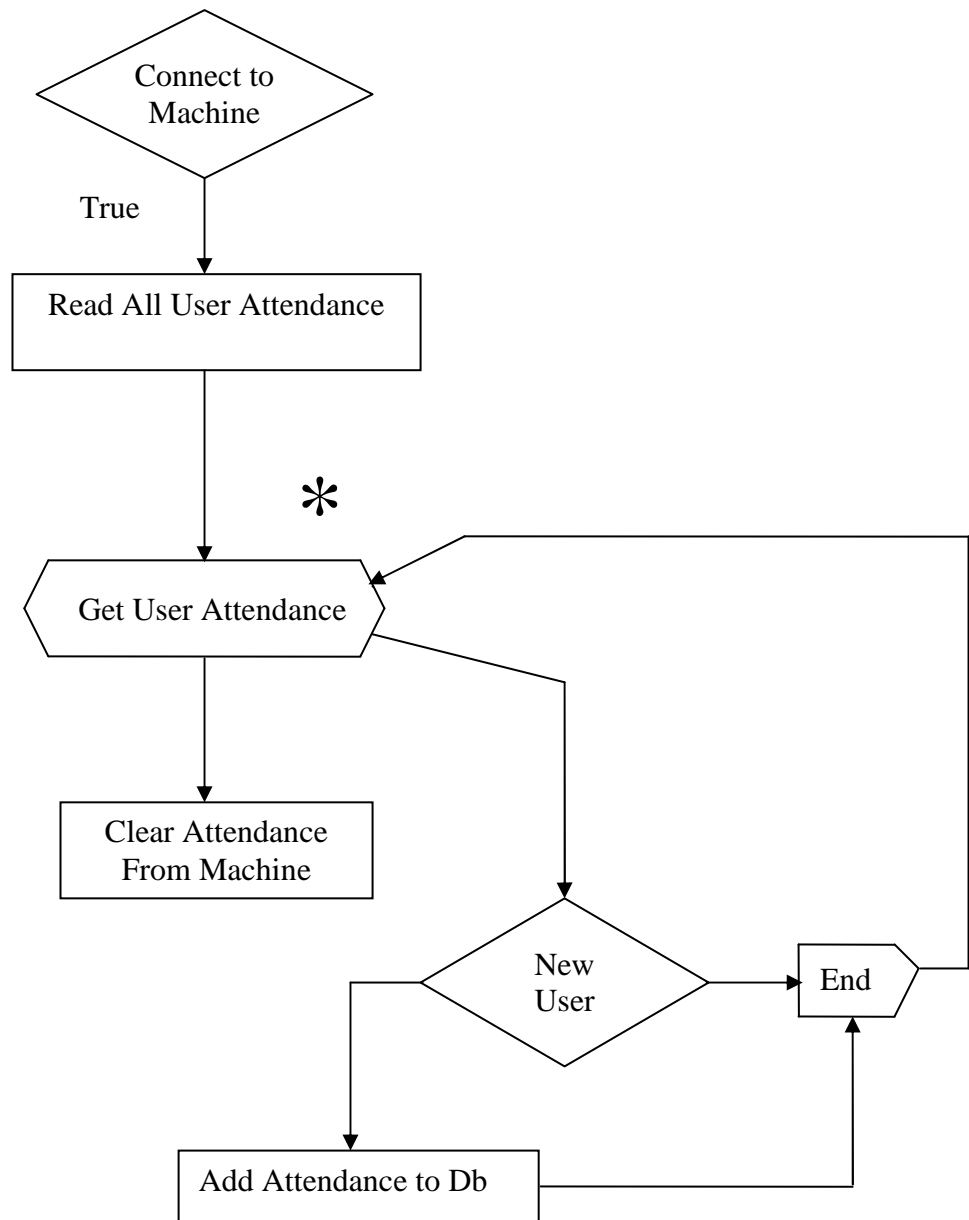 Connect to
Machine
True
Read All User Attendance
*
Get User Attendance
Clear Attendance
From Machine
New
User
End
Add Attendance to Db